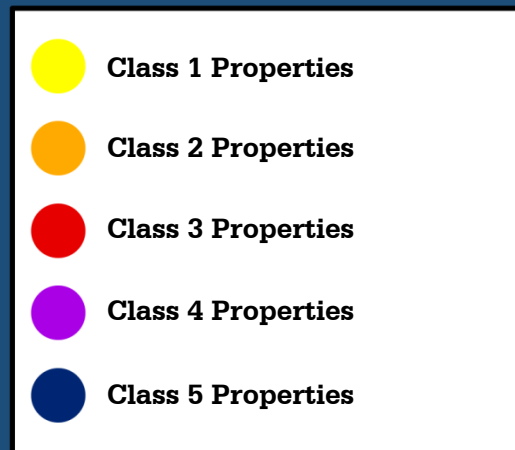 Class 1 Properties
Class 2 Properties
Class 3 Properties
Class 4 Properties
Class 5 Properties